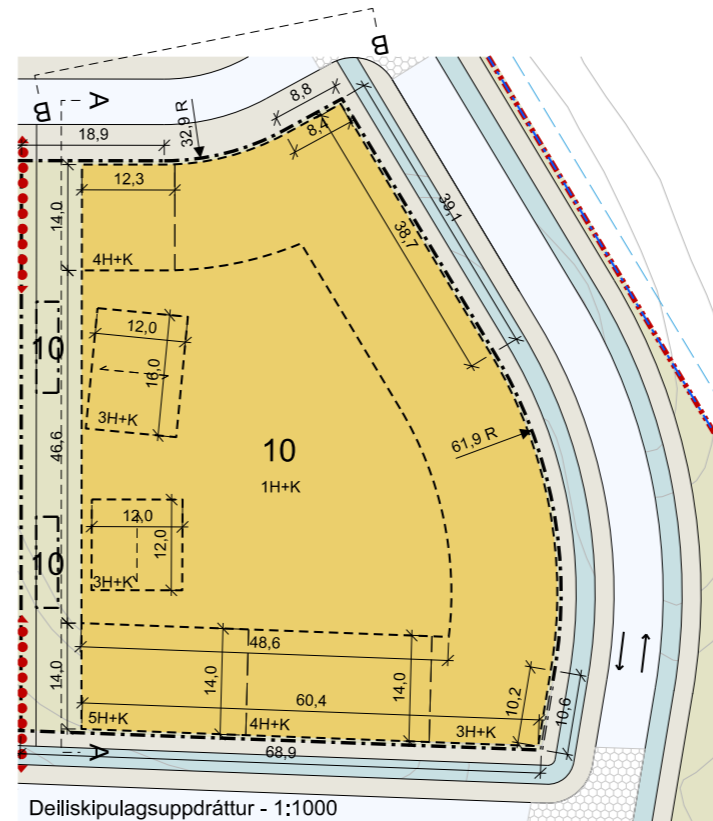 B
B
A
8,8
18,9
32,9 R
8,4
12,3
14,0
39,1
38,7
4H+K
12,0
10
16,0
3H+K
61,9 R
46,6
10
1H+K
12,0
10
12,0
3H+K
48,6
14,0
14,0
14,0
60,4
10,2
10,6
5H+K
4H+K
3H+K
A
68,9
Deiliskipulagsuppdráttur - 1:1000